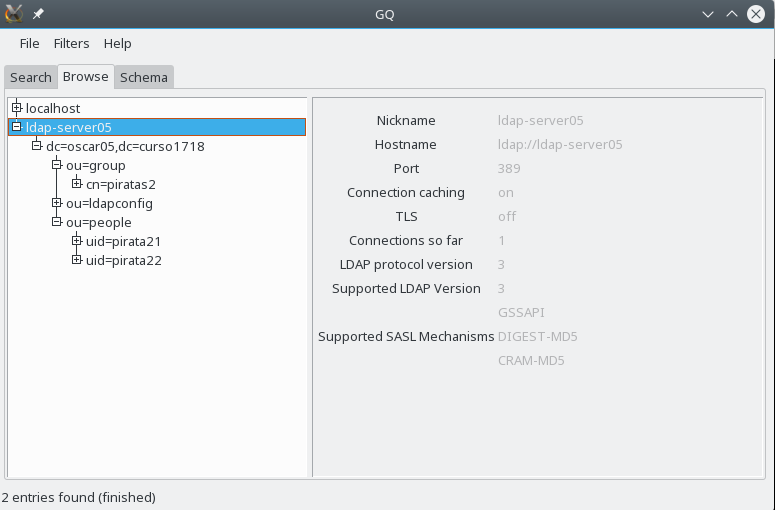 GQ
File Filters Help
Search Browse Schema
localhost
ldap-server05
dc=oscar05,dc=curso1718
ou=group
cn=piratas2
ou=ldapconfig
ou=people
uid=pirata21
uid=pirata22
Nickname ldap-server05
Hostname ldap://ldap-server05
Port 389
Connection caching on
TLS off
Connections so far 1
LDAP protocol version 3
Supported LDAP Version 3
GSSAPI
Supported SASL Mechanisms DIGEST-MD5
CRAM-MD5
2 entries found (finished)